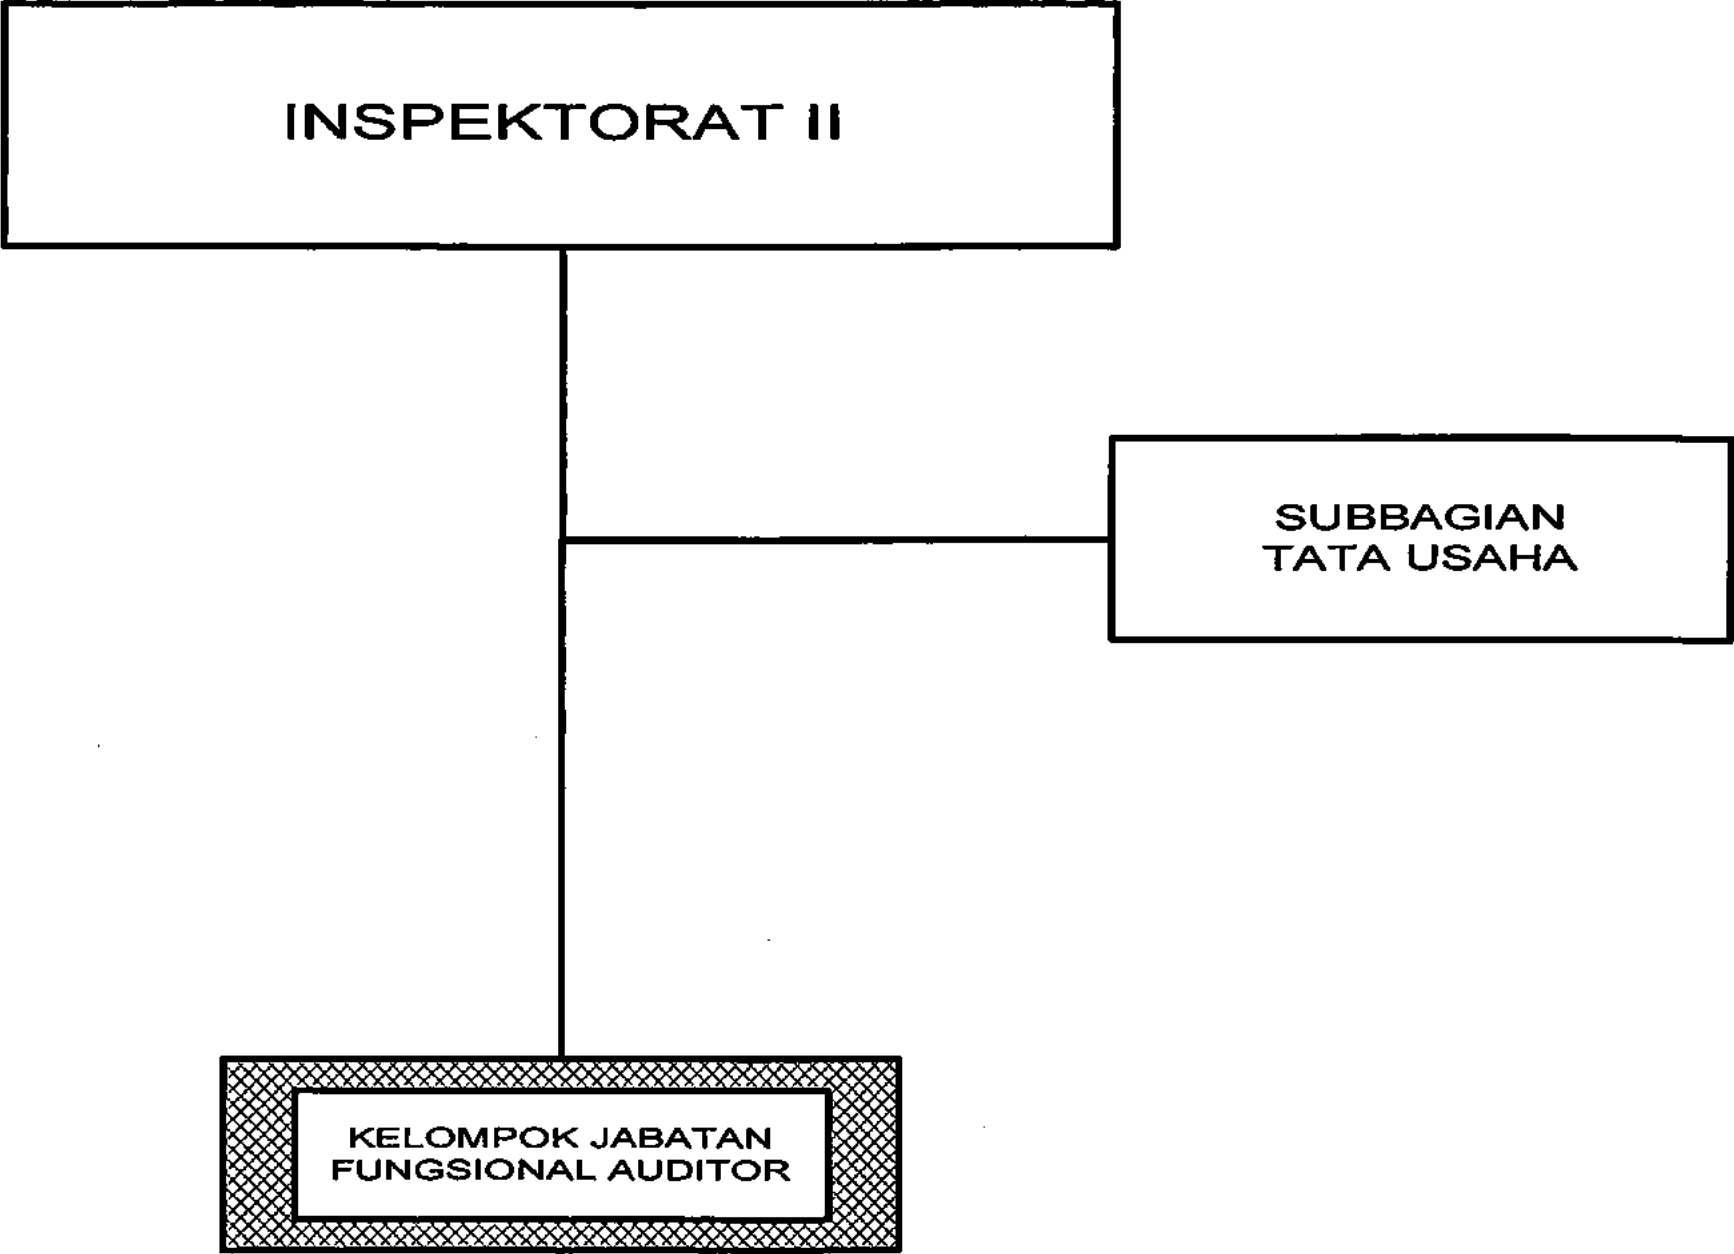 INSPEKTORAT II
SUBBAGIAN
TATA USAHA
KELOMPOK JABATAN
FUNGSIONAL AUDITOR